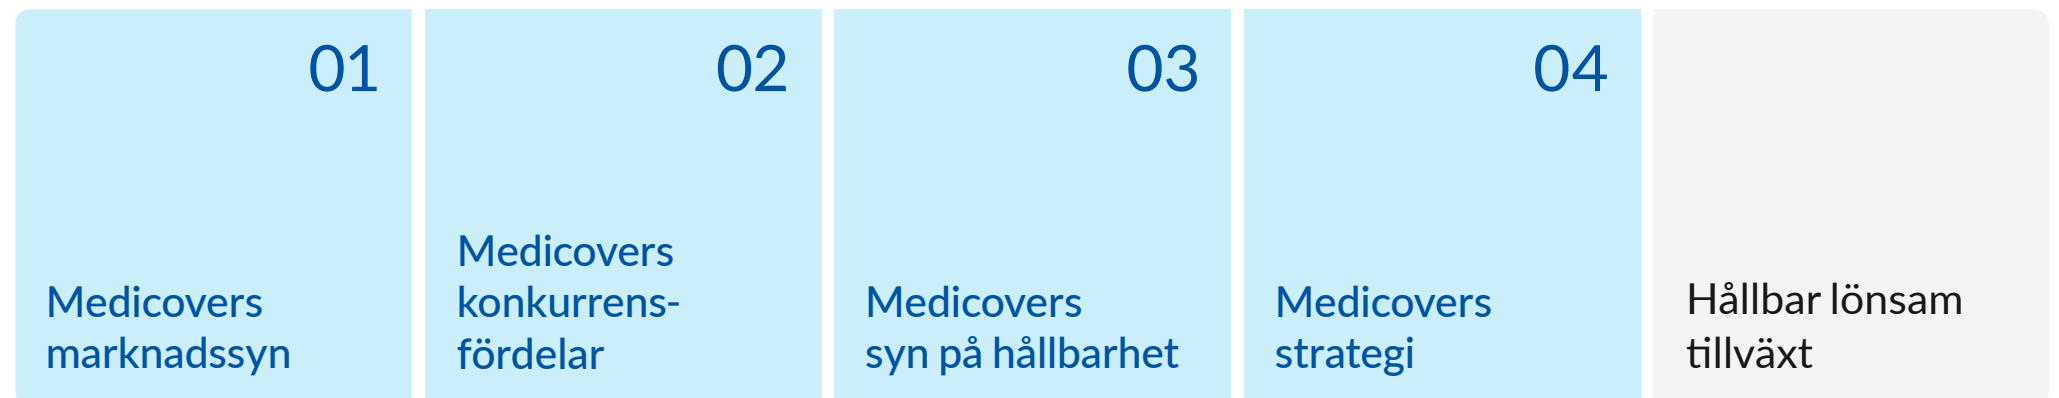 01
Medicovers
marknadssyn
02
Medicovers
konkurrens-
fördelar
03
Medicovers
syn på hållbarhet
04
Medicovers
strategi
Hållbar lönsam
tillväxt